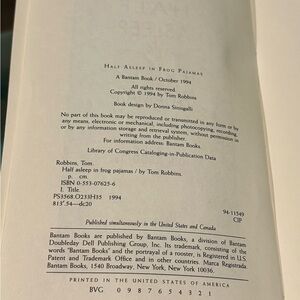 HALF ASLEEP IN FROG PAJAMAS
A Bantam Book / October 1994
All rights reserved
Copyright © 1994 by Tom Robbins
Book design by Donna Sinisgalli
No part of this book may be reproduced or transmitted in any form or by
any means, electronic or mechanical, including photocopying, recording,
or by any information storage and retrieval system, without permission in
writing from the publisher.
For information address: Bantam Books.
Library of Congress Cataloging-in-Publication Data
Robbins, Tom.
Half asleep in frog pajamas / by Tom Robbins.
p. cm.
ISBN 0-553-07625-6
I. Title.
PS3568.O233H35 1994
813'.54—dc20
94-11549
CIP
Published simultaneously in the United States and Canada
Bantam Books are published by Bantam Books, a division of Bantam
Doubleday Dell Publishing Group, Inc. Its trademark, consisting of the
words "Bantam Books" and the portrayal of a rooster, is Registered in U.S.
Patent and Trademark Office and in other countries. Marca Registrada.
Bantam Books, 1540 Broadway, New York, New York 10036.
PRINTED IN THE UNITED STATES OF AMERICA
BVG 0 9 8 7 6 5 4 3 2 1